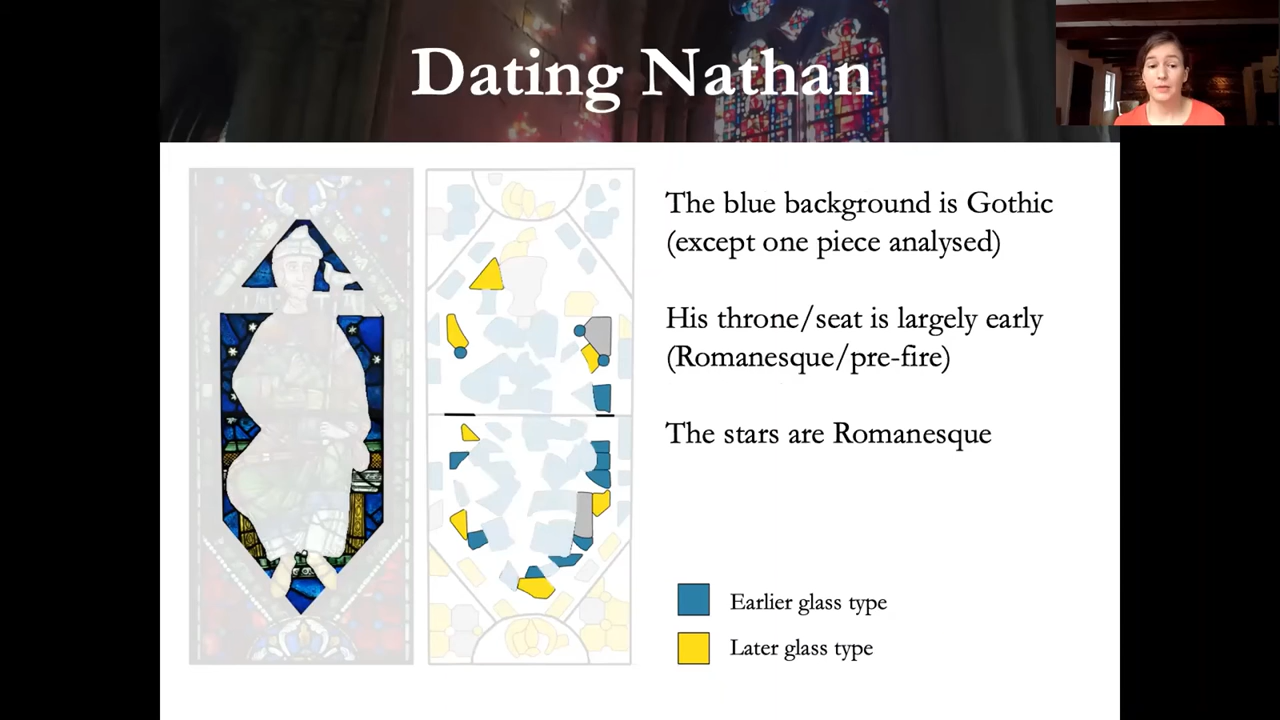 Dating Nathan
The blue background is Gothic
(except one piece analysed)
His throne/seat is largely early
(Romanesque/pre-fire)
The stars are Romanesque
Earlier glass type
Later glass type